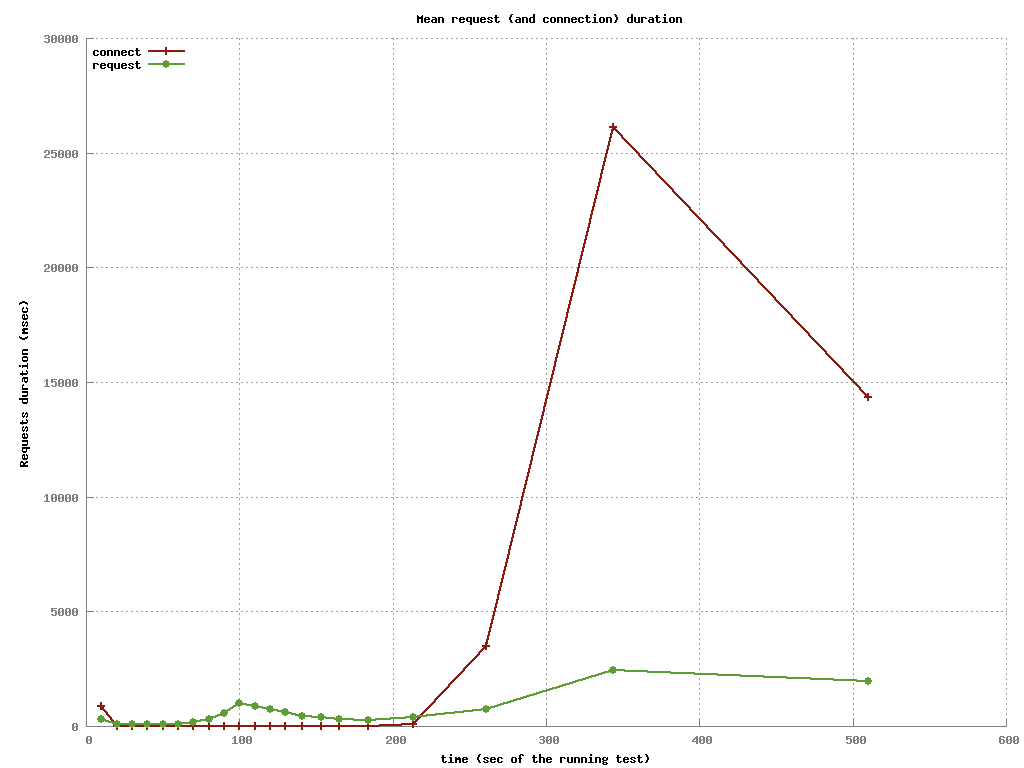 Mean request (and connection) duration
30000
connect
request
25000
20000
15000
10000
5000
0
Requests duration (msec)
0 100 200 300 400 500 600
time (sec of the running test)